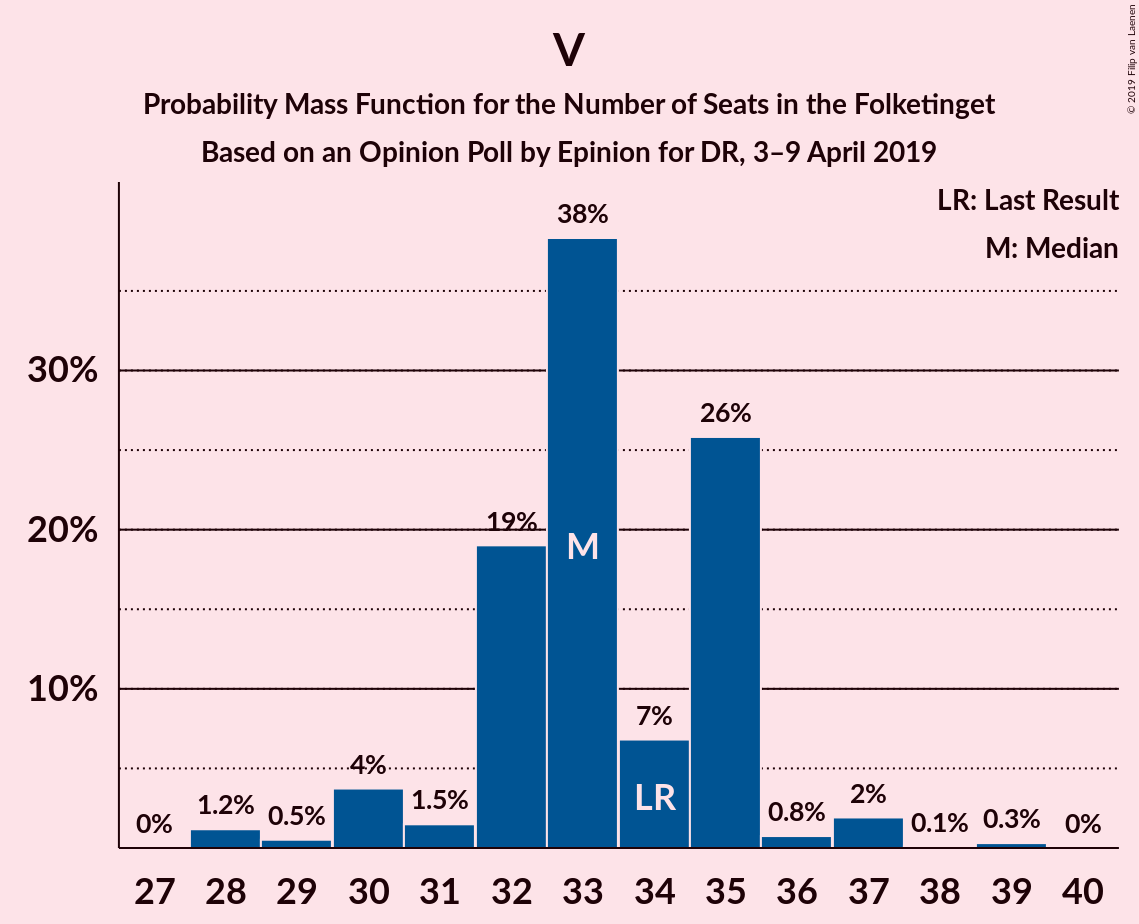 V
Probability Mass Function for the Number of Seats in the Folketinget
Based on an Opinion Poll by Epinion for DR, 3–9 April 2019
© 2019 Filip van Laenen
LR: Last Result
M: Median
38%
30%
26%
20%
19%
M
10%
7%
4%
LR
1.2%
1.5%
0%
0.5%
0.8%
2%
0.1%
0.3%
0%
27 28 29 30 31 32 33 34 35 36 37 38 39 40